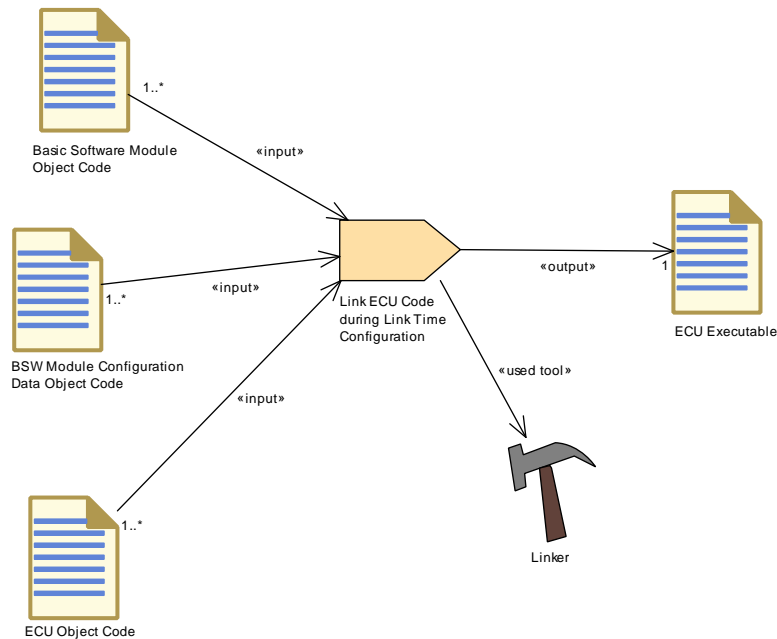 1..*
Basic Software Module
Object Code
«input»
1..*
«input»
BSW Module Configuration
Data Object Code
Link ECU Code
during Link Time
Configuration
«output»
1
ECU Executable
«used tool»
«input»
1..*
Linker
ECU Object Code